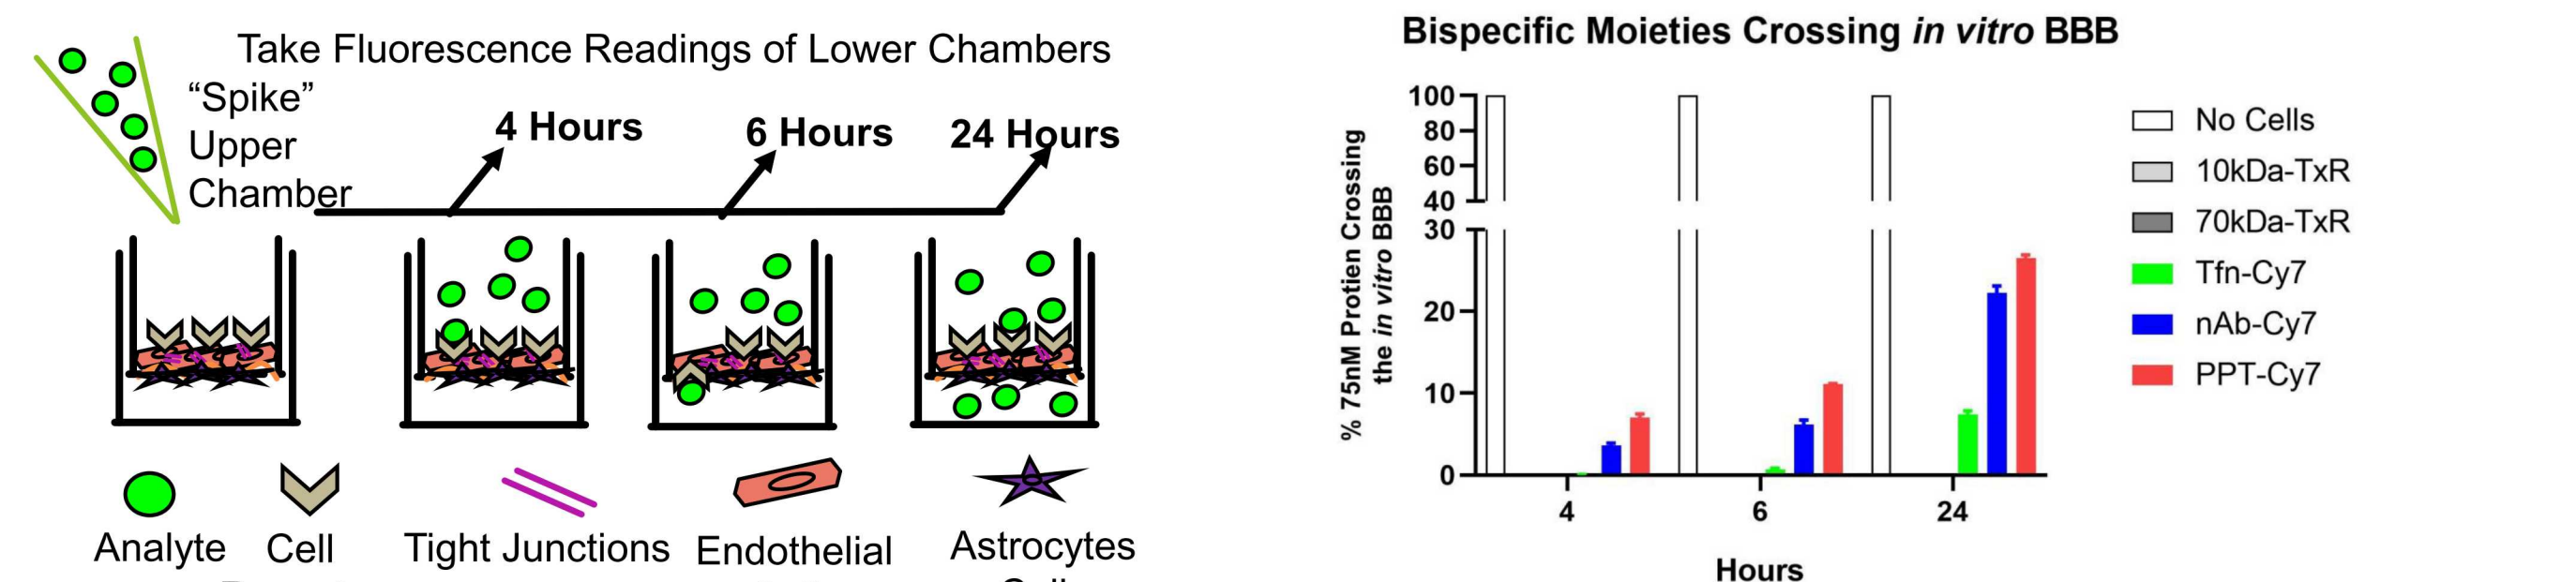 Take Fluorescence Readings of Lower Chambers
“Spike”
Upper
Chamber
4 Hours
6 Hours
24 Hours
Analyte
Cell
Tight Junctions
Endothelial
Astrocytes
Bispecific Moieties Crossing in vitro BBB
% 75nM Protien Crossing
the in vitro BBB
100
80
60
40
30
20
10
0
4
6
24
Hours
No Cells
10kDa-TxR
70kDa-TxR
Tfn-Cy7
nAb-Cy7
PPT-Cy7